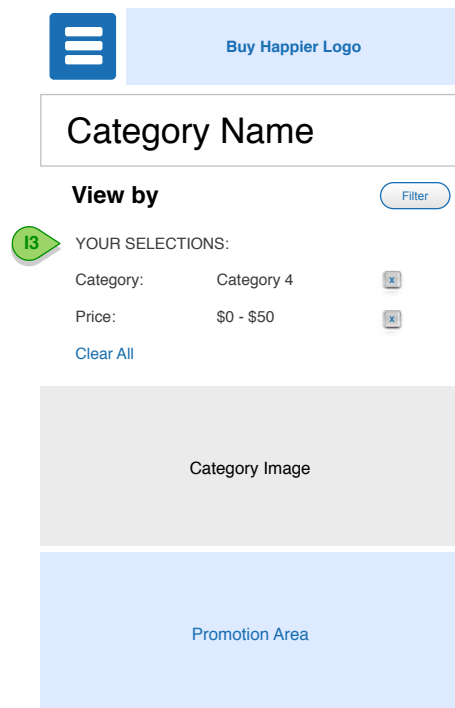 Buy Happier Logo
Category Name
View by
Filter
I3
YOUR SELECTIONS:
Category: Category 4 x
Price: $0 - $50 x
Clear All
Category Image
Promotion Area